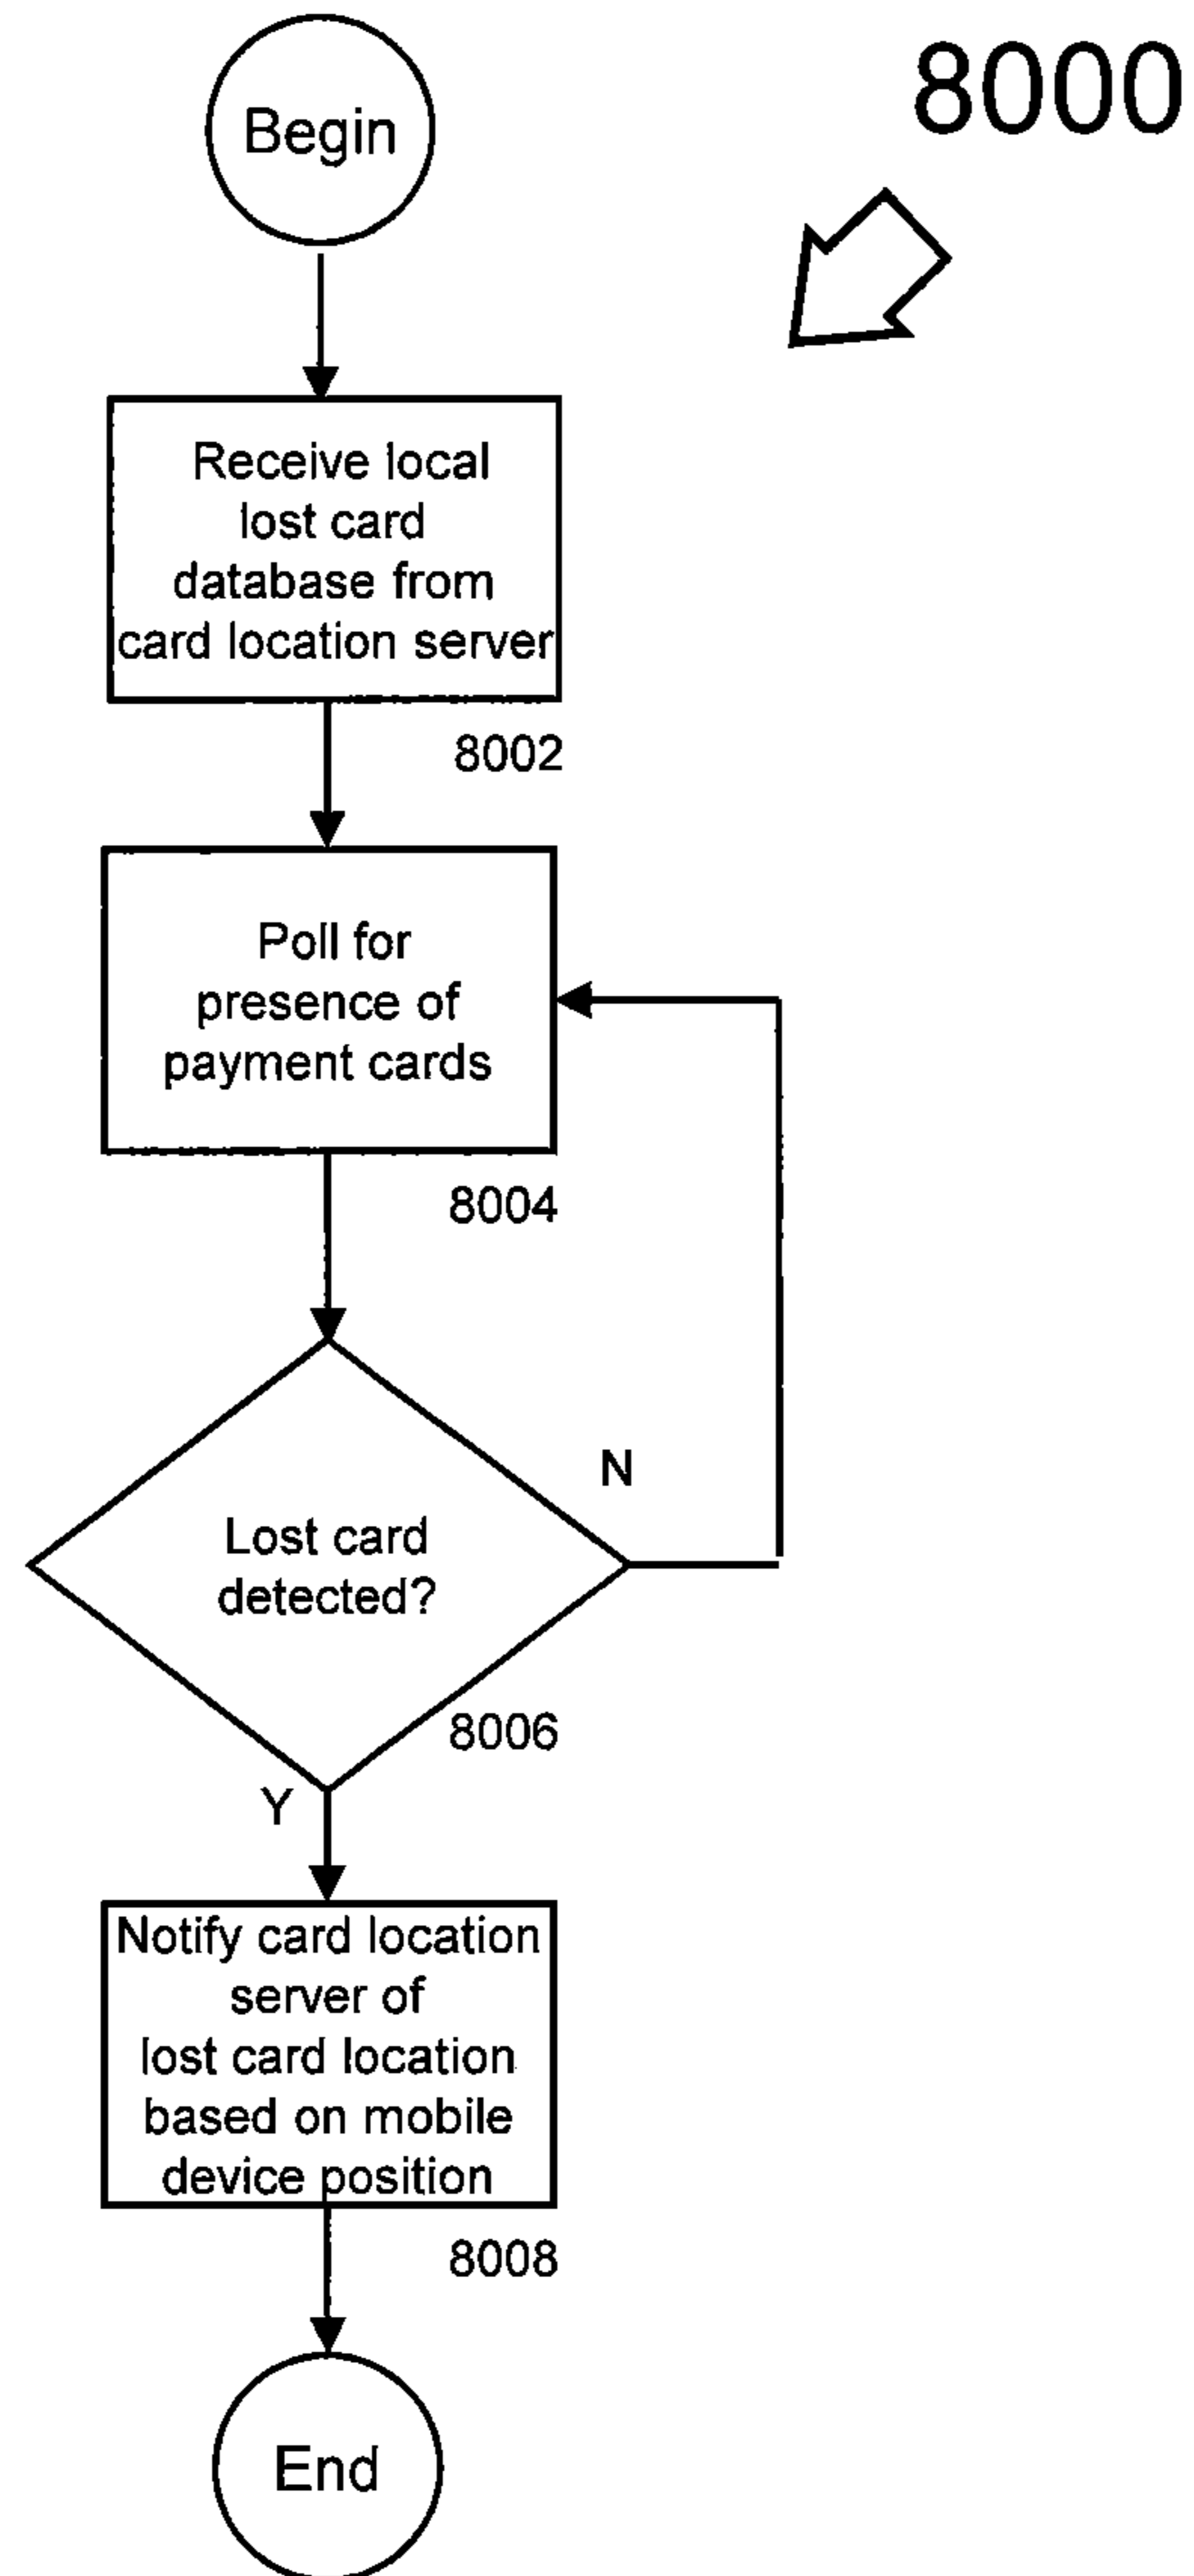 8000
Begin
Receive local
lost card
database from
card location server
8002
Poll for
presence of
payment cards
8004
N
Lost card
detected?
8006
Y
Notify card location
server of
lost card location
based on mobile
device position
8008
End